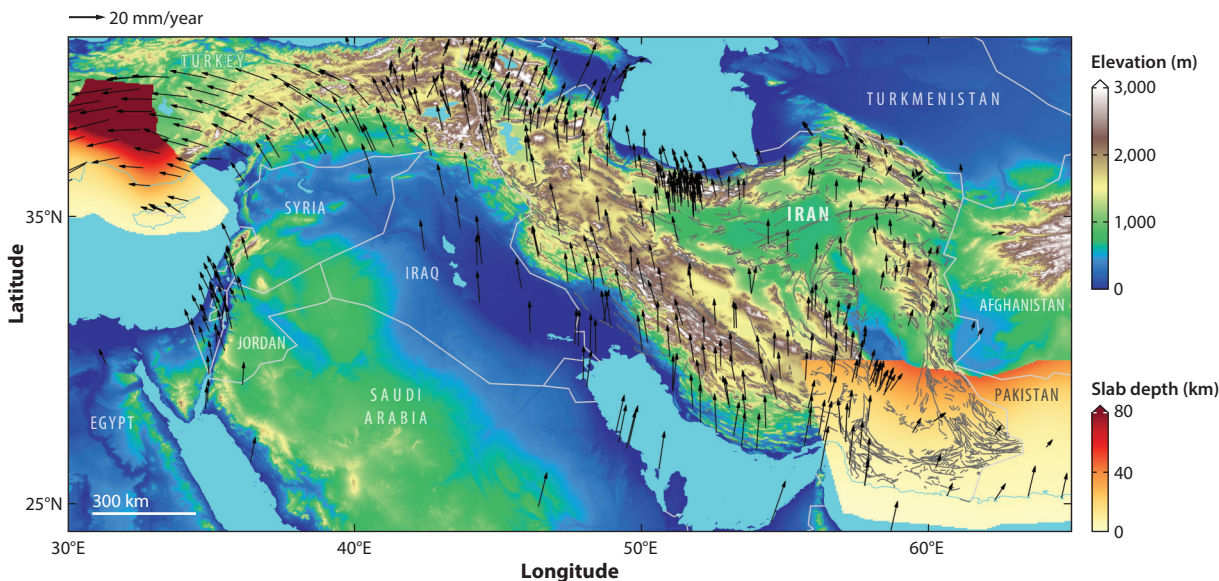 20 mm/year
TURKEY
SYRIA
IRAQ
JORDAN
SAUDI
ARABIA
EGYPT
IRAN
TURKMENISTAN
AFGHANISTAN
PAKISTAN
Latitude
35°N
25°N
300 km
30°E
40°E
50°E
60°E
Longitude
Elevation (m)
3,000
2,000
1,000
0
Slab depth (km)
80
40
0